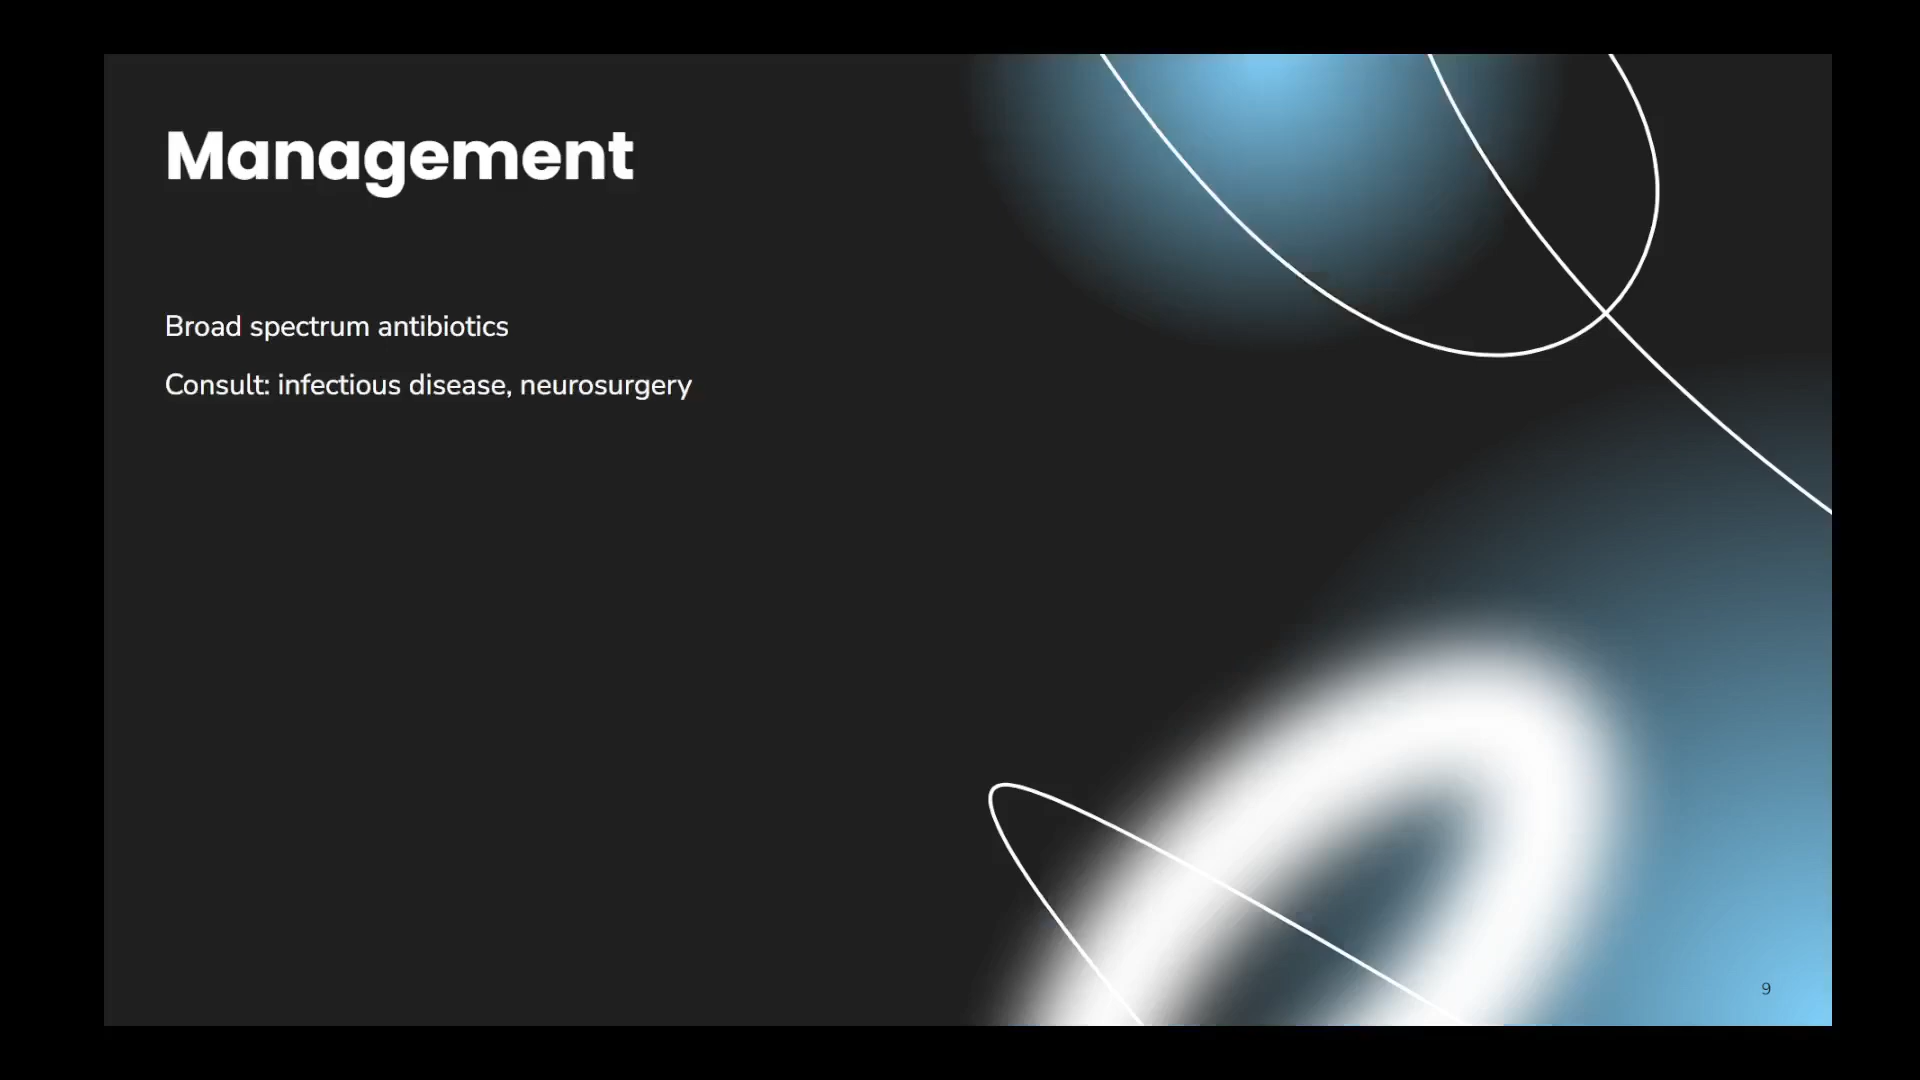 Management
Broad spectrum antibiotics
Consult: infectious disease, neurosurgery
9